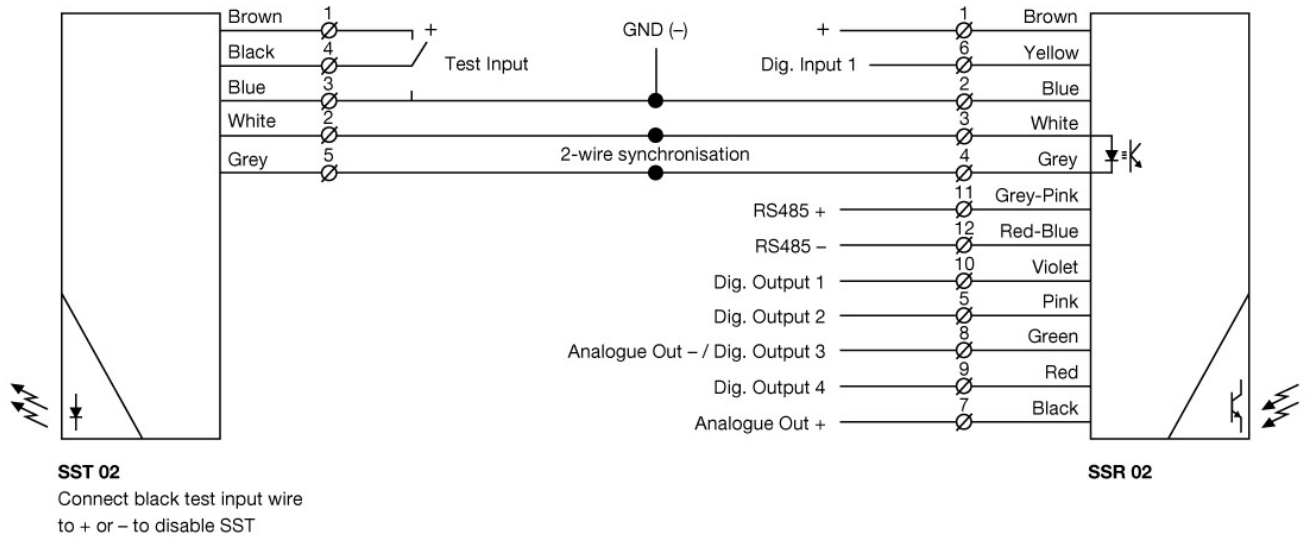 Brown 1 +
Black 4 Test Input
Blue 3
White 2
Grey 5
GND (–)
2-wire synchronisation
+ 1 Brown
Dig. Input 1 6 Yellow
2 Blue
3 White
4 Grey
RS485 + 11 Grey-Pink
RS485 – 12 Red-Blue
Dig. Output 1 10 Violet
Dig. Output 2 5 Pink
Analogue Out – / Dig. Output 3 8 Green
Dig. Output 4 9 Red
Analogue Out + 7 Black
SST 02
Connect black test input wire
to + or – to disable SST
SSR 02